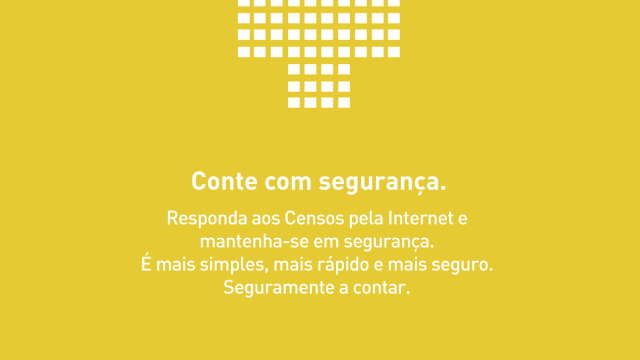 Conte com segurança.
Responda aos Censos pela Internet e
mantenha-se em segurança.
É mais simples, mais rápido e mais seguro.
Seguramente a contar.